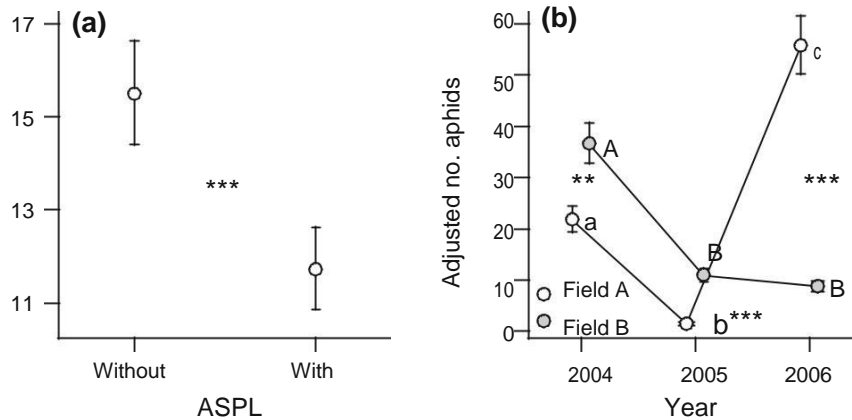 (a)
17
15
13
11
***
Without
With
ASPL
(b)
Adjusted no. aphids
60
50
40
30
20
10
0
A
**
a
B
b***
c
***
B
Field A
Field B
2004
2005
2006
Year